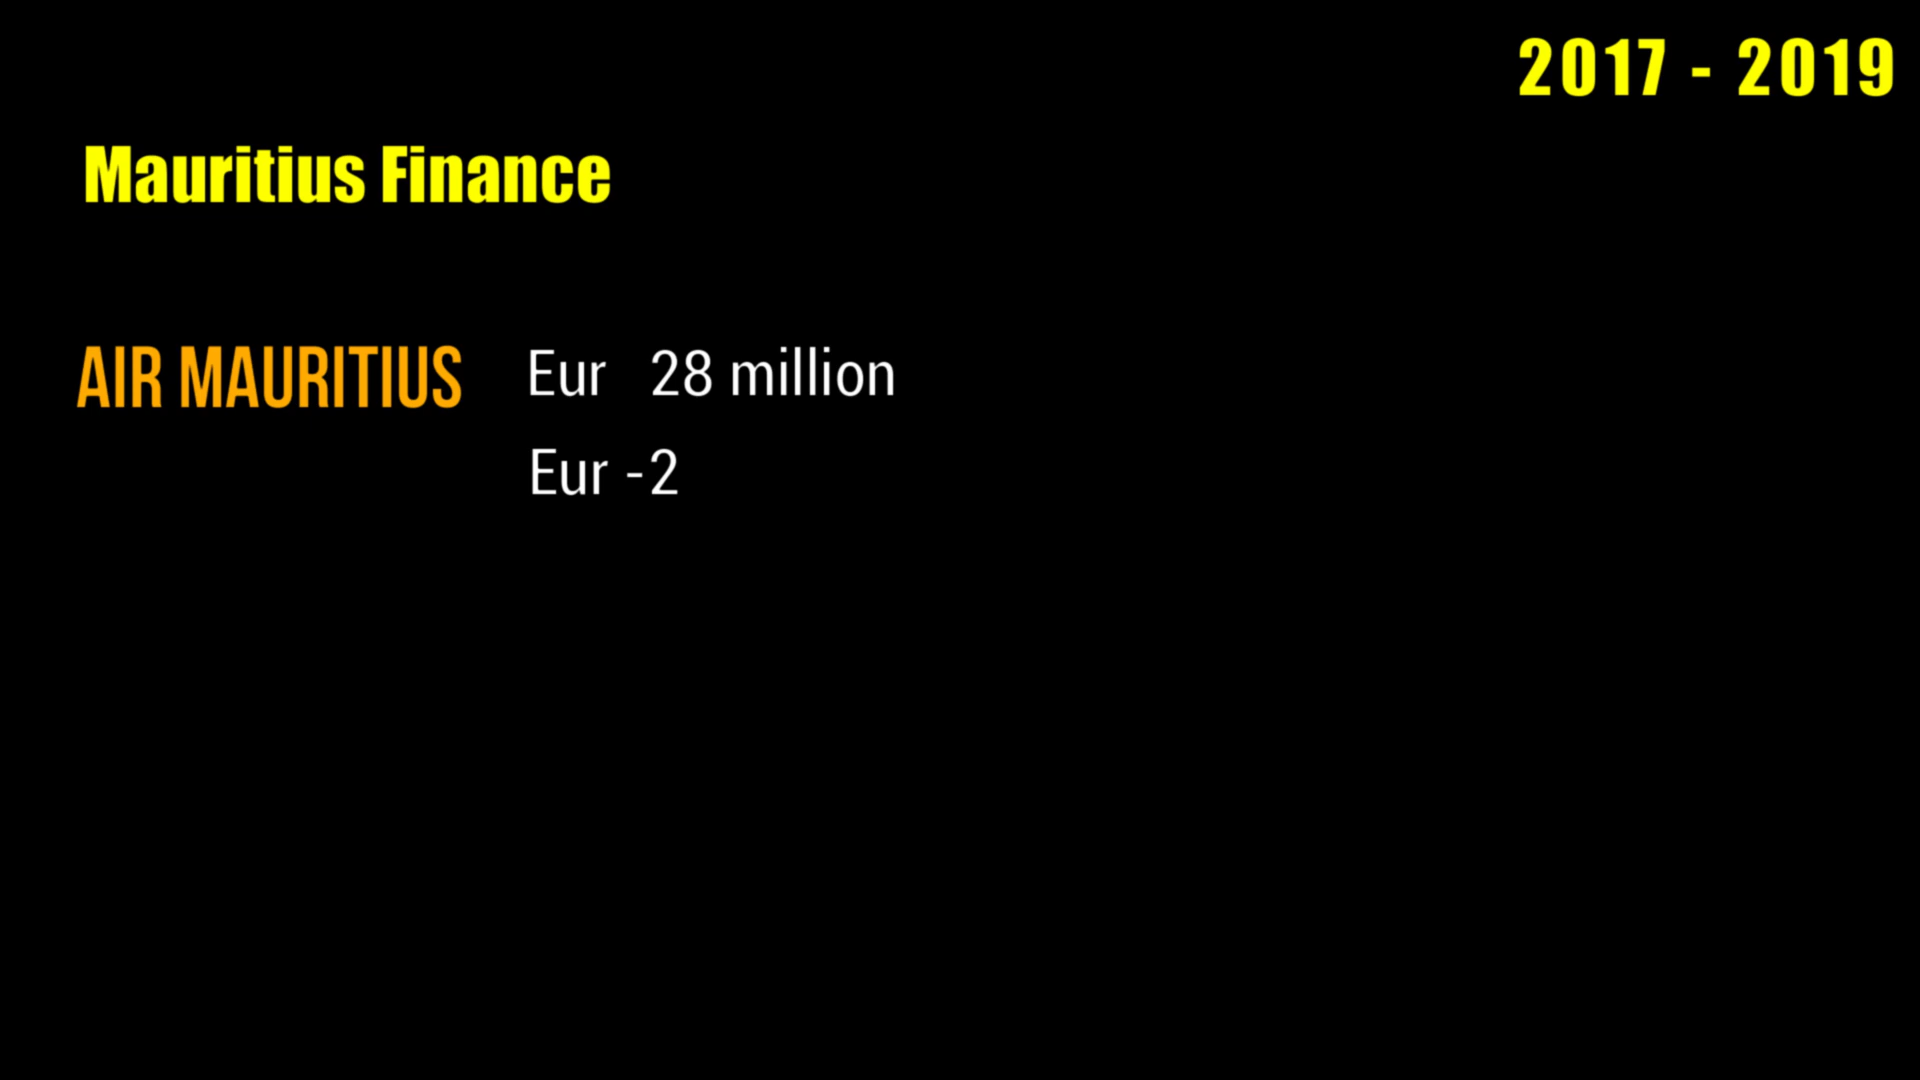 2017 - 2019
Mauritius Finance
AIR MAURITIUS Eur 28 million
Eur -2